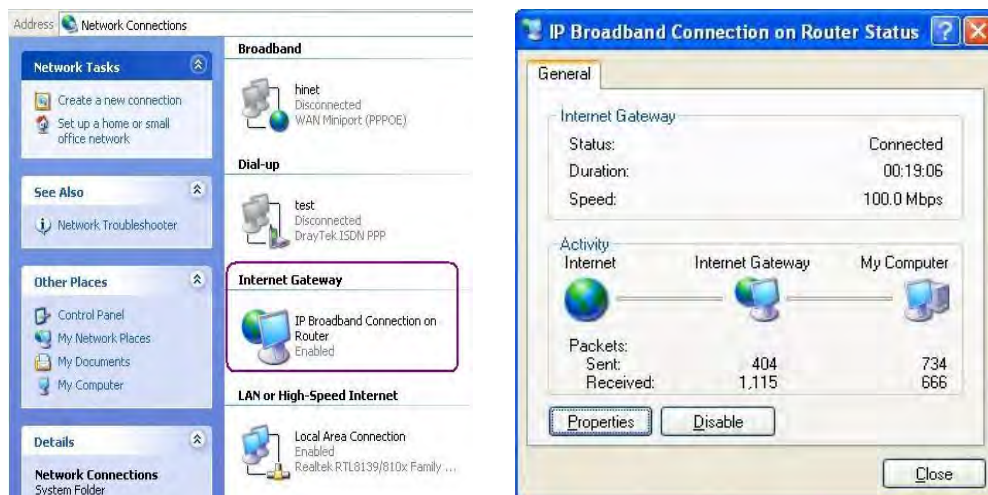 Address Network Connections
Network Tasks
Create a new connection
Set up a home or small
office network
See Also
Network Troubleshooter
Other Places
Control Panel
My Network Places
My Documents
My Computer
Details
Network Connections
System Folder
Broadband
hinet
Disconnected
WAN Miniport (PPPOE)
Dial-up
test
Disconnected
DrayTek ISDN PPP
Internet Gateway
IP Broadband Connection on
Router
Enabled
LAN or High-Speed Internet
Local Area Connection
Enabled
Realtek RTL8139/810x Family ...
IP Broadband Connection on Router Status
General
Internet Gateway
Status: Connected
Duration: 00:19:06
Speed: 100.0 Mbps
Activity
Internet Internet Gateway My Computer
Packets:
Sent: 404 734
Received: 1,115 666
Properties Disable
Close